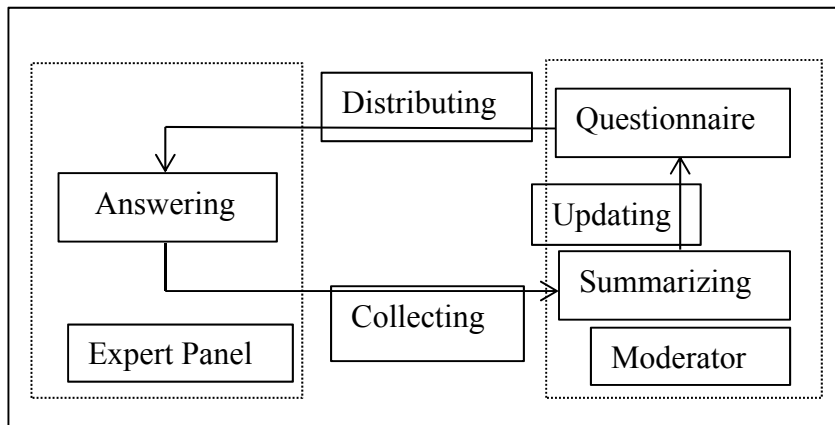 Distributing
Questionnaire
Answering
Updating
Summarizing
Collecting
Expert Panel
Moderator